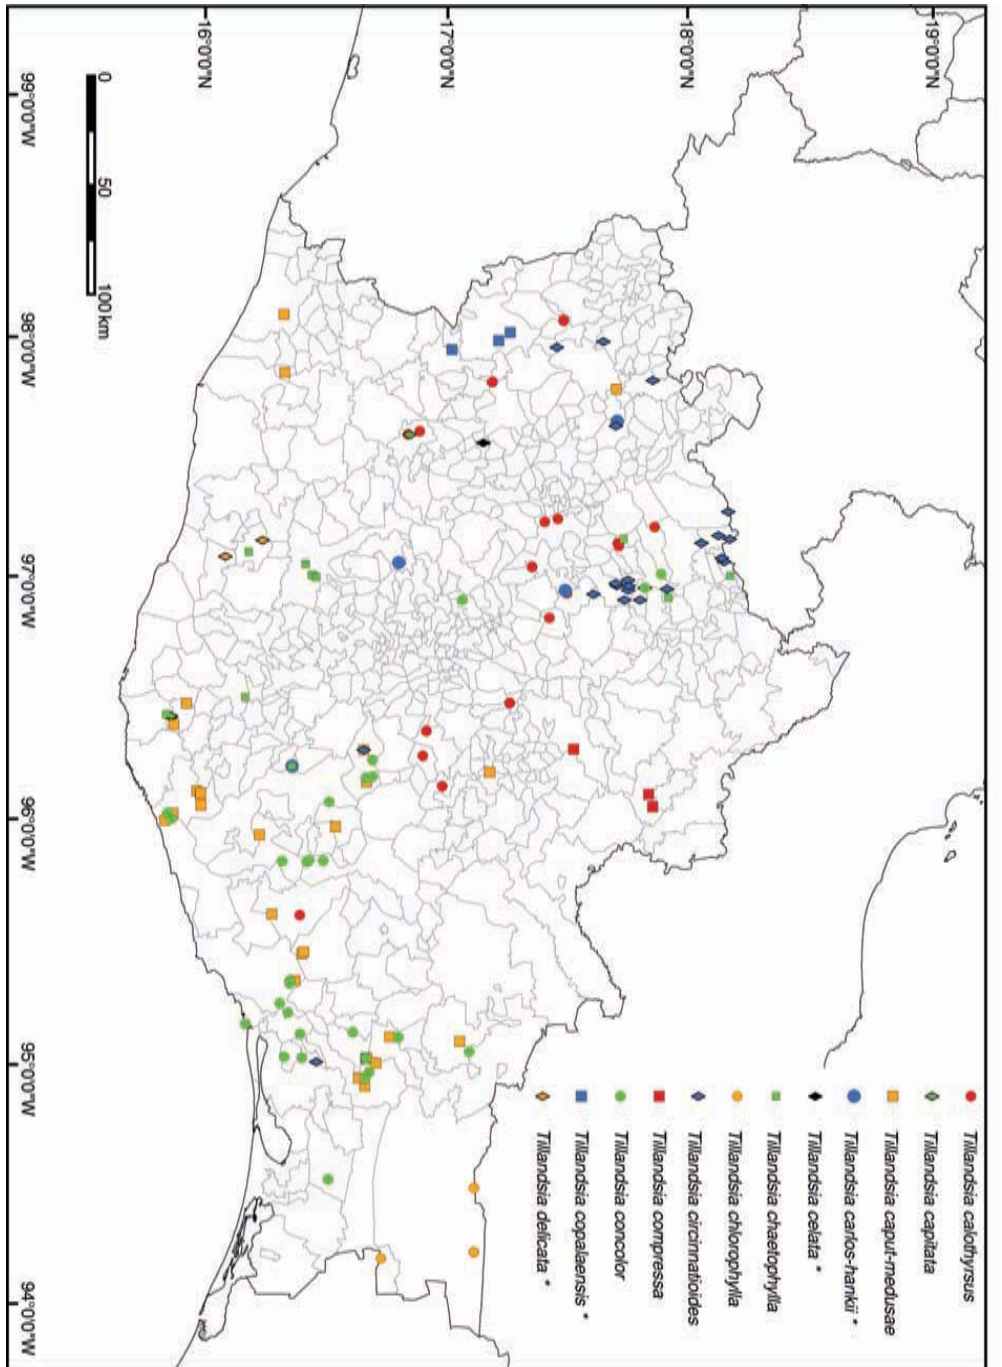 19°0'0"N
18°0'0"N
17°0'0"N
16°0'0"N
0 50 100 km
99°0'0"W
98°0'0"W
97°0'0"W
96°0'0"W
95°0'0"W
94°0'0"W
Tillandsia calothyrsus
Tillandsia capitata
Tillandsia caput-medusae
Tillandsia carlos-hankii *
Tillandsia celata *
Tillandsia chaetophylla
Tillandsia chlorophylla
Tillandsia circinnatioides
Tillandsia compressa
Tillandsia concolor
Tillandsia copalaensis *
Tillandsia delicata *